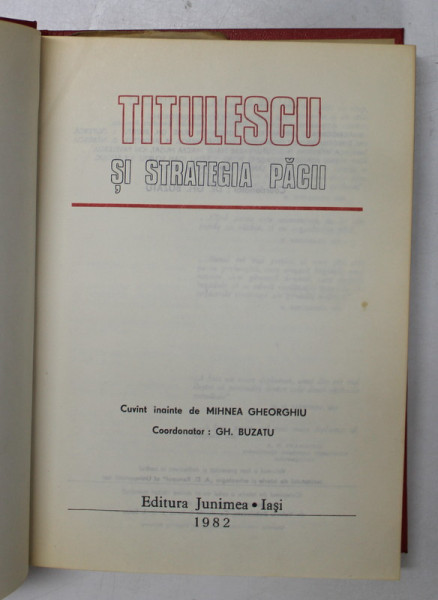 TITULESCU
ȘI STRATEGIA PĂCII
Cuvînt înainte de MIHNEA GHEORGHIU
Coordonator : GH. BUZATU
Editura Junimea • Iași
1982